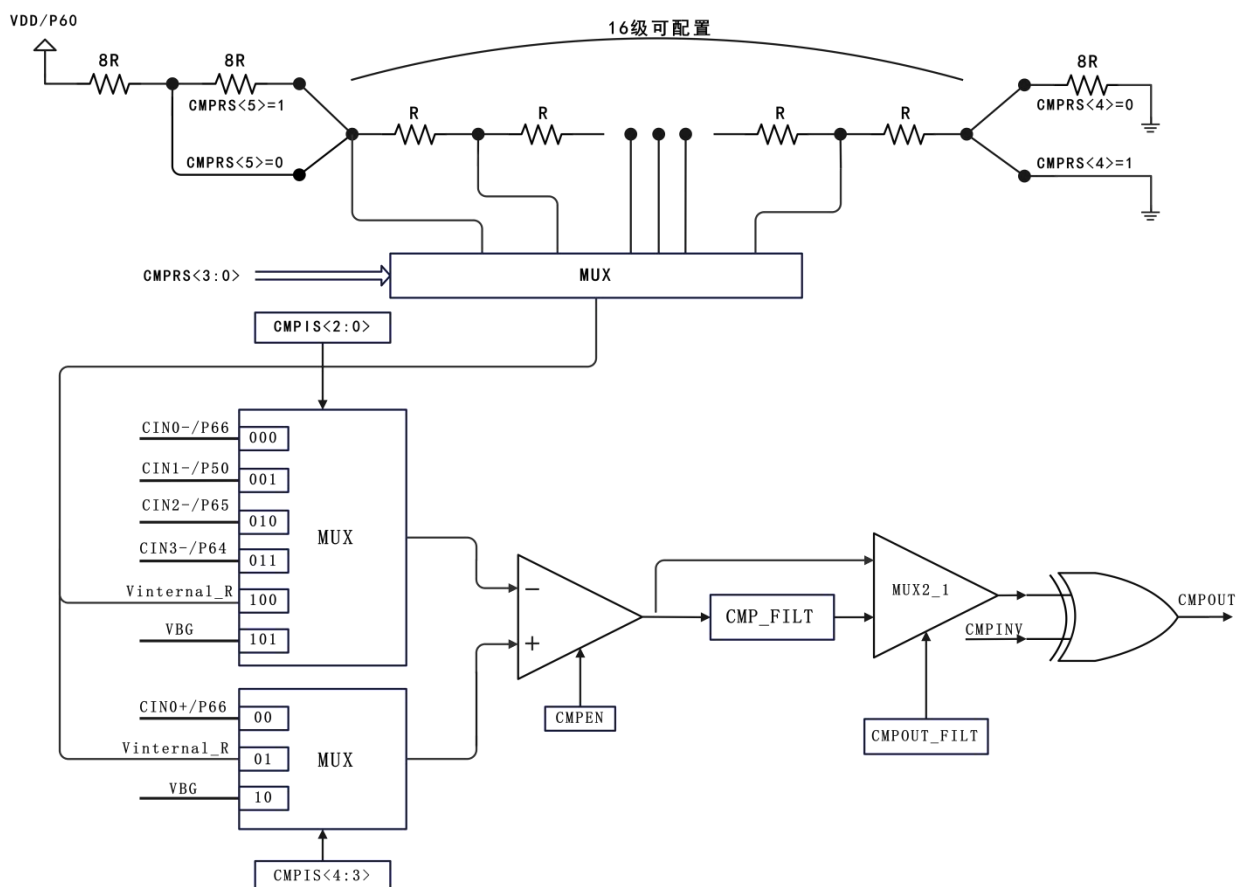 VDD/P60
16级可配置
8R
8R
8R
CMPRS<5>=1
CMPRS<4>=0
R
R
R
R
CMPRS<5>=0
CMPRS<4>=1
CMPRS<3:0>
MUX
CMPIS<2:0>
CIN0-/P66
000
CIN1-/P50
001
CIN2-/P65
010
MUX
CIN3-/P64
011
Vinternal_R
100
VBG
101
−
+
CMP_FILT
MUX2_1
CMPINV
CMPOUT
CMPEN
CMPOUT_FILT
CIN0+/P66
00
Vinternal_R
01
MUX
VBG
10
CMPIS<4:3>